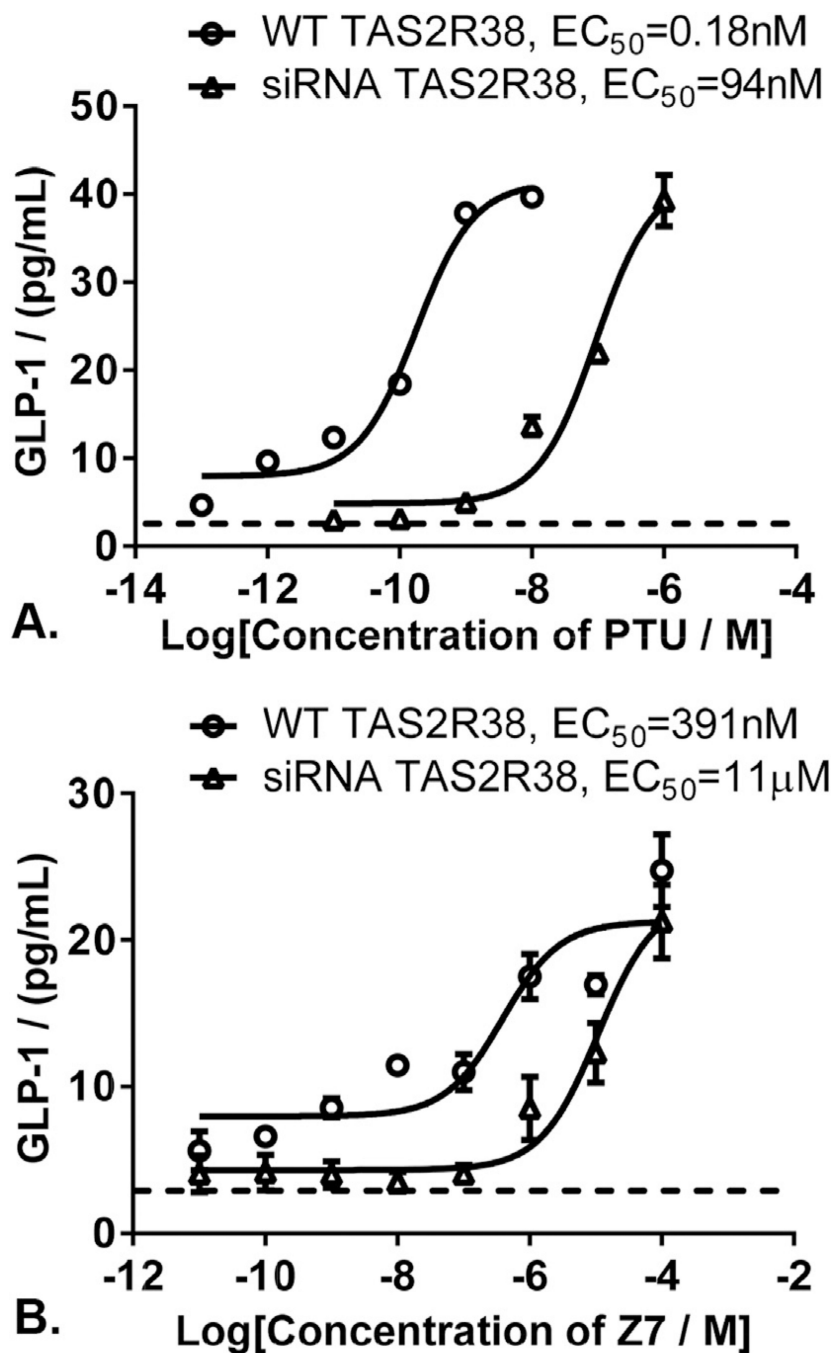 WT TAS2R38, EC50=0.18nM
siRNA TAS2R38, EC50=94nM
50
40
30
20
10
0
GLP-1 / (pg/mL)
-14 -12 -10 -8 -6 -4
A.
Log[Concentration of PTU / M]
WT TAS2R38, EC50=391nM
siRNA TAS2R38, EC50=11µM
30
20
10
0
GLP-1 / (pg/mL)
-12 -10 -8 -6 -4 -2
B.
Log[Concentration of Z7 / M]